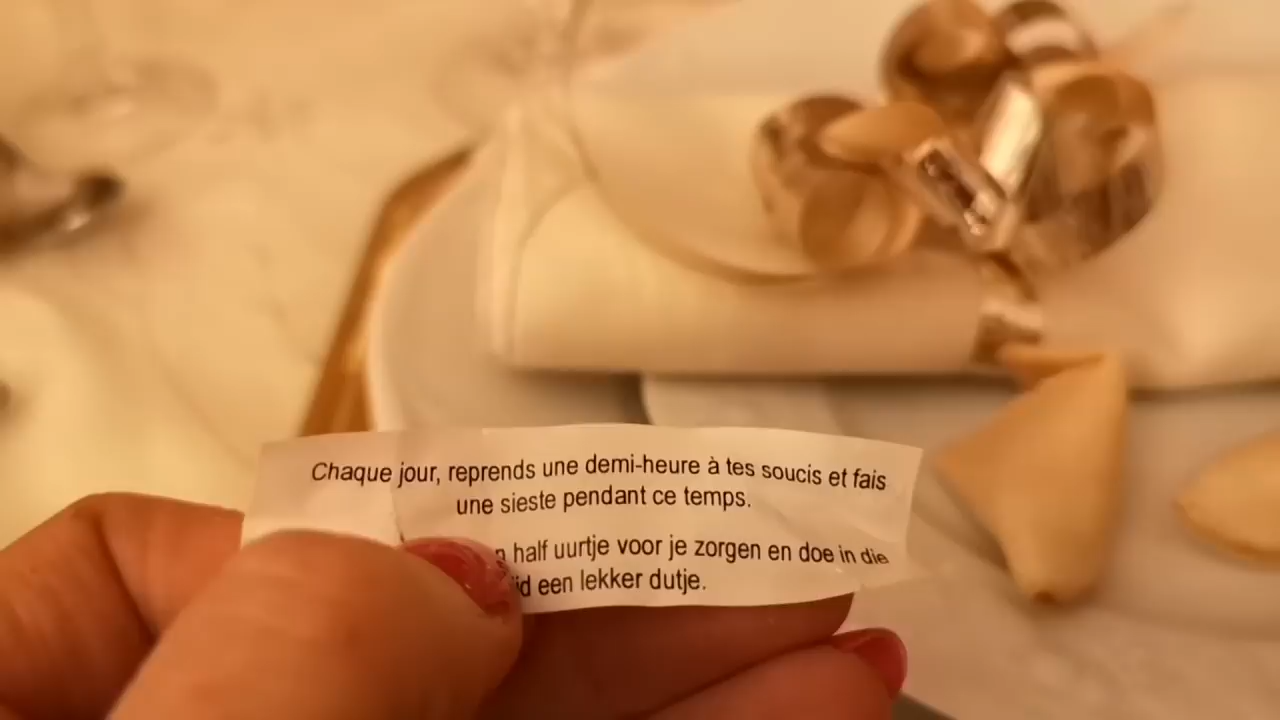 Chaque jour, reprends une demi-heure à tes soucis et fais
une sieste pendant ce temps.
half uurtje voor je zorgen en doe in die
een lekker dutje.